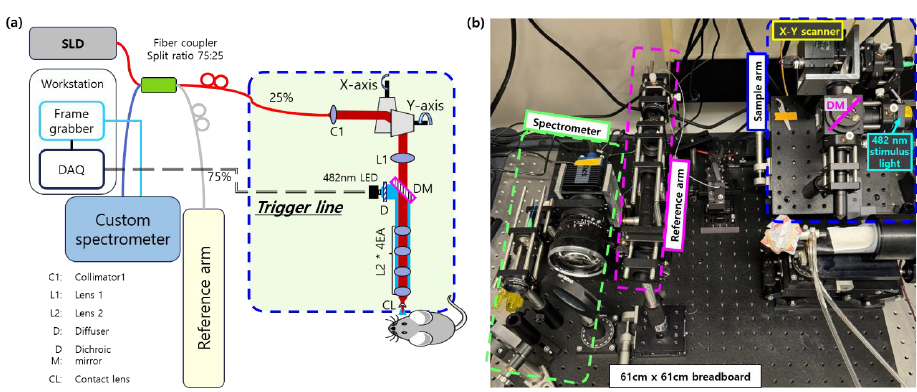 (a)
SLD
Fiber coupler
Split ratio 75:25
Workstation
Frame
grabber
DAQ
25%
75%
X-axis
Y-axis
C1
L1
482nm LED
DM
D
Trigger line
L2 * 4EA
CL
Custom
spectrometer
Reference arm
C1: Collimator1
L1: Lens 1
L2: Lens 2
D: Diffuser
D Dichroic
M: mirror
CL: Contact lens
(b)
Spectrometer
Reference arm
Sample arm
X-Y scanner
DM
482 nm
stimulus
light
61cm x 61cm breadboard